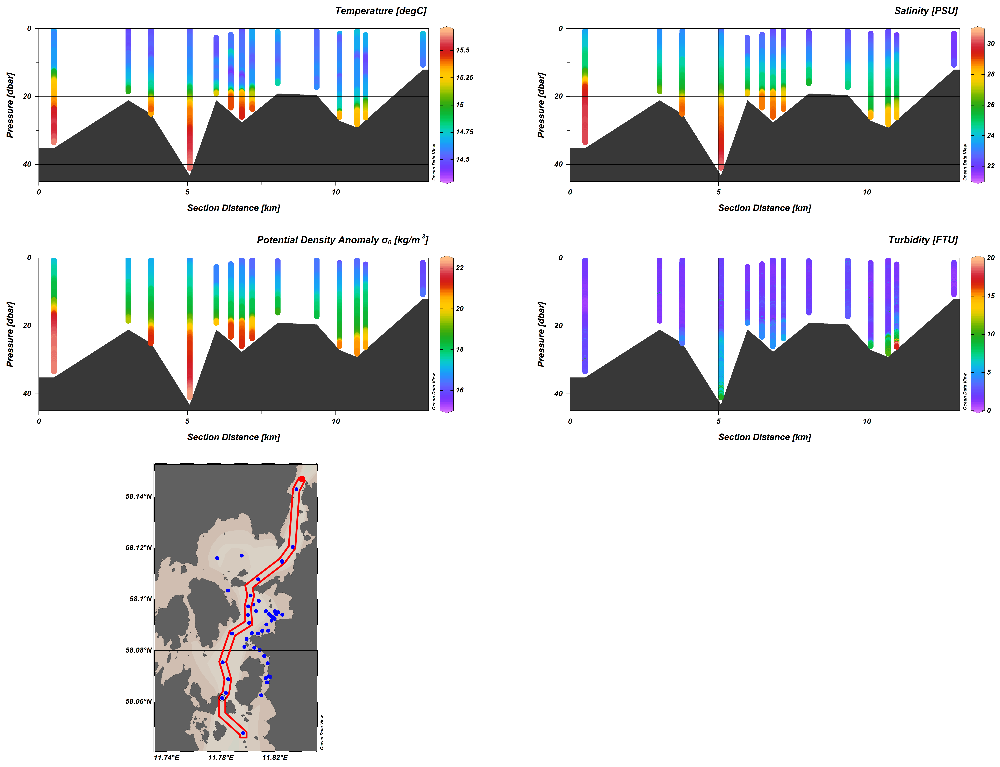 Temperature [degC]
0
20
40
Pressure [dbar]
0
5
10
Section Distance [km]
15.5
15.25
15
14.75
14.5
Ocean Data View
Salinity [PSU]
0
20
40
Pressure [dbar]
0
5
10
Section Distance [km]
30
28
26
24
22
Ocean Data View
Potential Density Anomaly σ₀ [kg/m³]
0
20
40
Pressure [dbar]
0
5
10
Section Distance [km]
22
20
18
16
Ocean Data View
Turbidity [FTU]
0
20
40
Pressure [dbar]
0
5
10
Section Distance [km]
20
15
10
5
0
Ocean Data View
58.14°N
58.12°N
58.1°N
58.08°N
58.06°N
11.74°E
11.78°E
11.82°E
Ocean Data View